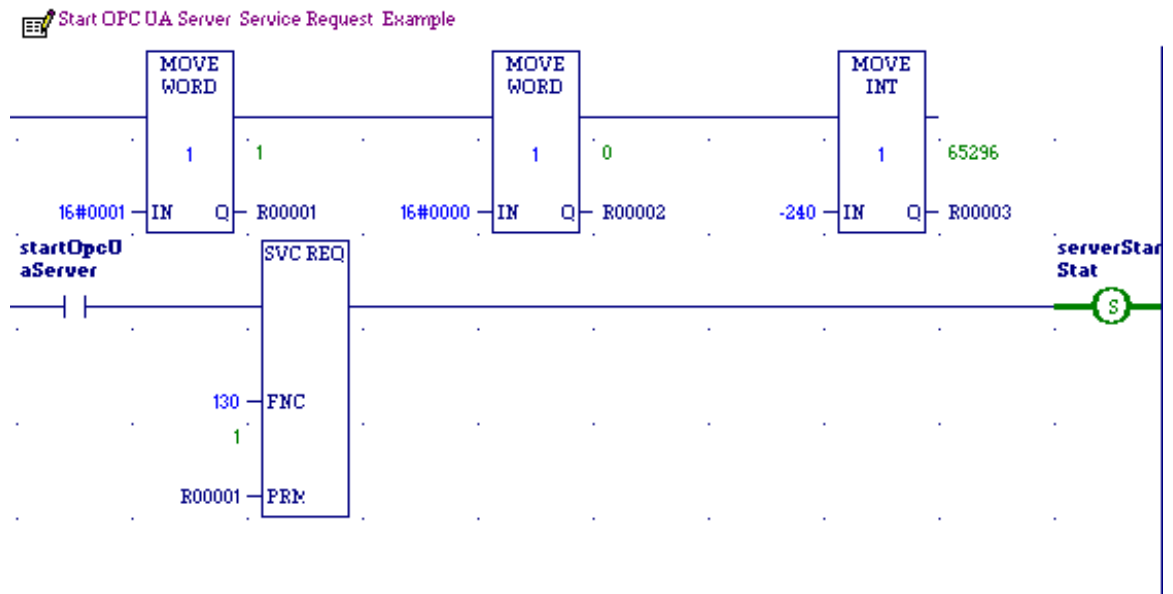 Start OPC UA Server Service Request Example
MOVE MOVE MOVE
WORD WORD INT
1 1 1 0 1 65296
16#0001 IN Q R00001 16#0000 IN Q R00002 -240 IN Q R00003
startOpcU SVC REQ serverStar
aServer Stat
S
130 FNC
1
R00001 PRM